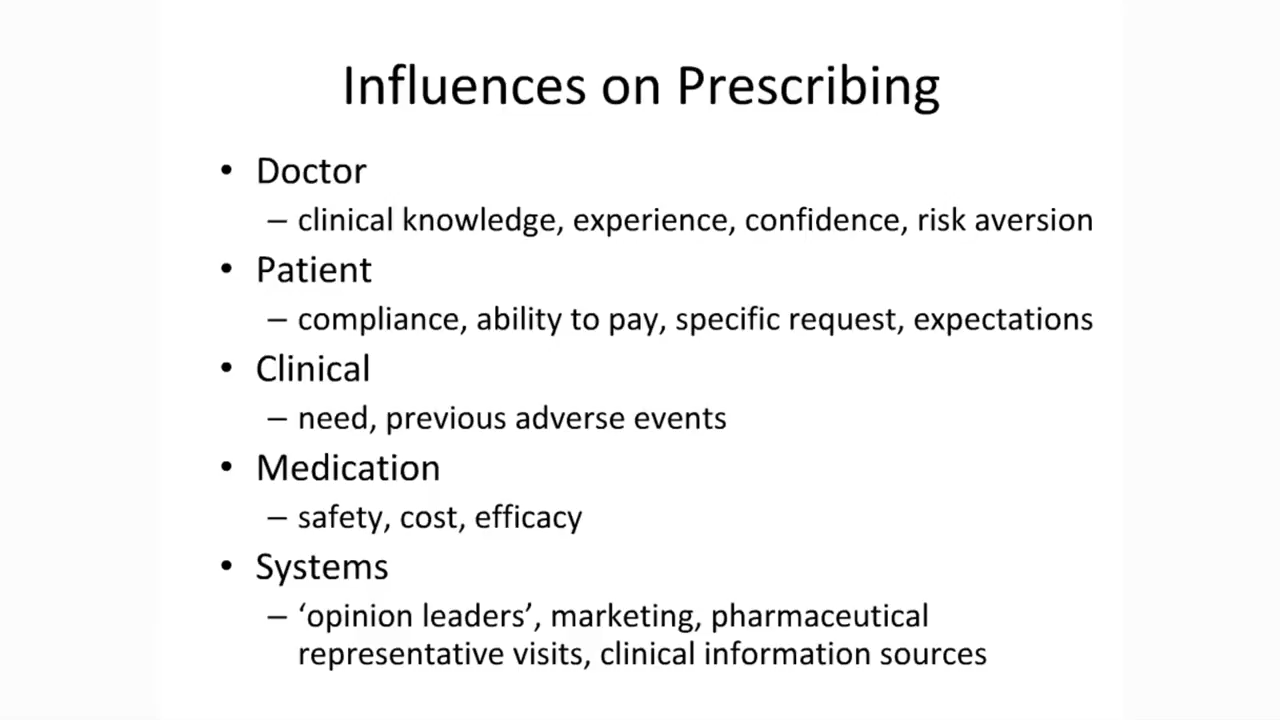 Influences on Prescribing
• Doctor
– clinical knowledge, experience, confidence, risk aversion
• Patient
– compliance, ability to pay, specific request, expectations
• Clinical
– need, previous adverse events
• Medication
– safety, cost, efficacy
• Systems
– ‘opinion leaders’, marketing, pharmaceutical
representative visits, clinical information sources